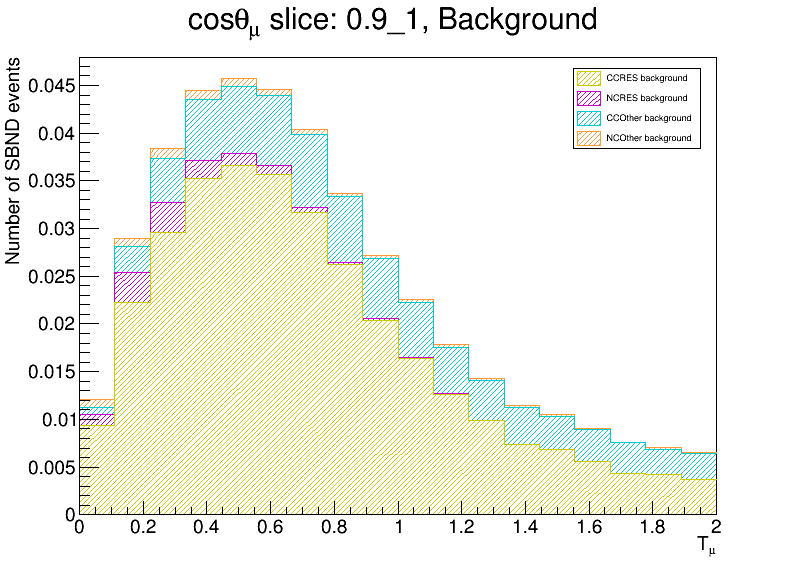 cosθμ slice: 0.9_1, Background
Number of SBND events
0.045
0.04
0.035
0.03
0.025
0.02
0.015
0.01
0.005
0
CCRES background
NCRES background
CCOther background
NCOther background
0 0.2 0.4 0.6 0.8 1 1.2 1.4 1.6 1.8 2
Tμ